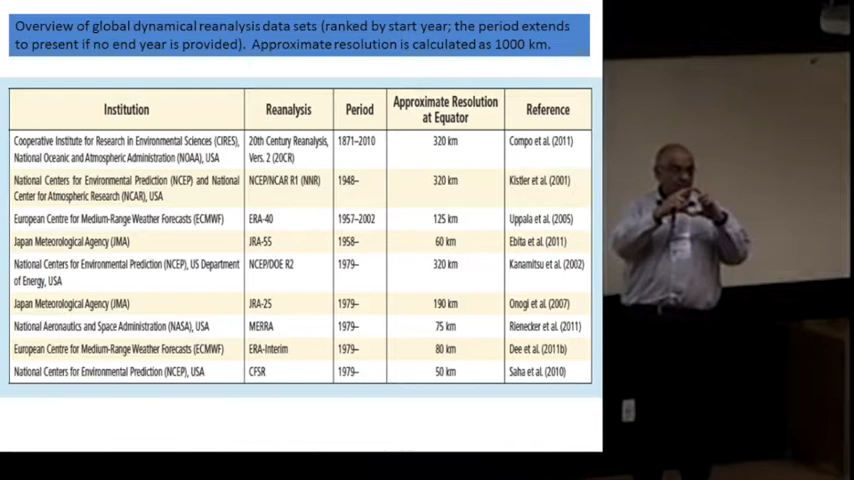 Overview of global dynamical reanalysis data sets (ranked by start year; the period extends
to present if no end year is provided). Approximate resolution is calculated as 1000 km.
Institution Reanalysis Period Approximate Resolution at Equator Reference
Cooperative Institute for Research in Environmental Sciences (CIRES), 20th Century Reanalysis, 1871–2010 320 km Compo et al. (2011)
National Oceanic and Atmospheric Administration (NOAA), USA Vers. 2 (20CR)
National Centers for Environmental Prediction (NCEP) and National NCEP/NCAR R1 (NNR) 1948– 320 km Kistler et al. (2001)
Center for Atmospheric Research (NCAR), USA
European Centre for Medium-Range Weather Forecasts (ECMWF) ERA-40 1957–2002 125 km Uppala et al. (2005)
Japan Meteorological Agency (JMA) JRA-55 1958– 60 km Ebita et al. (2011)
National Centers for Environmental Prediction (NCEP), US Department NCEP/DOE R2 1979– 320 km Kanamitsu et al. (2002)
of Energy, USA
Japan Meteorological Agency (JMA) JRA-25 1979– 190 km Onogi et al. (2007)
National Aeronautics and Space Administration (NASA), USA MERRA 1979– 75 km Rienecker et al. (2011)
European Centre for Medium-Range Weather Forecasts (ECMWF) ERA-Interim 1979– 80 km Dee et al. (2011b)
National Centers for Environmental Prediction (NCEP), USA CFSR 1979– 50 km Saha et al. (2010)